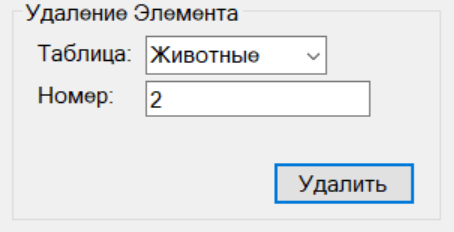 Удаление Элемента
Таблица: Животные
Номер: 2
Удалить